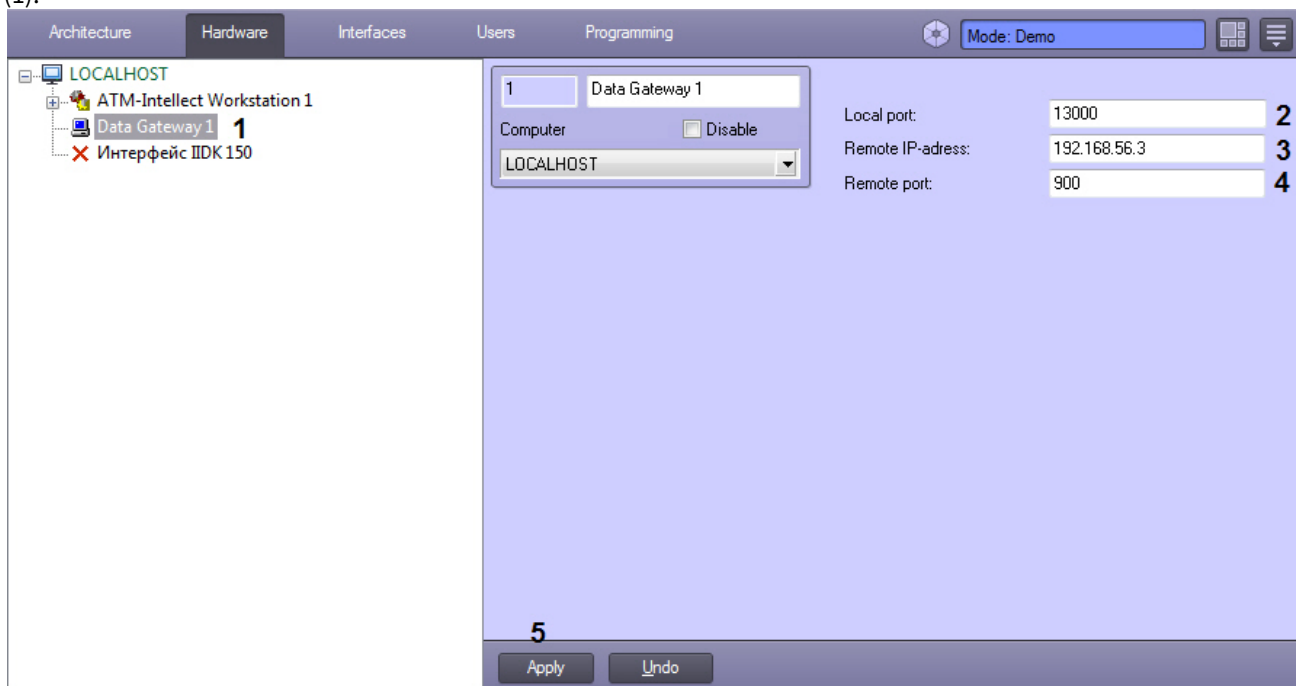 (1).
Architecture Hardware Interfaces Users Programming Mode: Demo
LOCALHOST
ATM-Intellect Workstation 1
Data Gateway 1 1
Интерфейс IIDK 150
1 Data Gateway 1
Computer Disable
LOCALHOST
Local port: 13000 2
Remote IP-adress: 192.168.56.3 3
Remote port: 900 4
5
Apply Undo